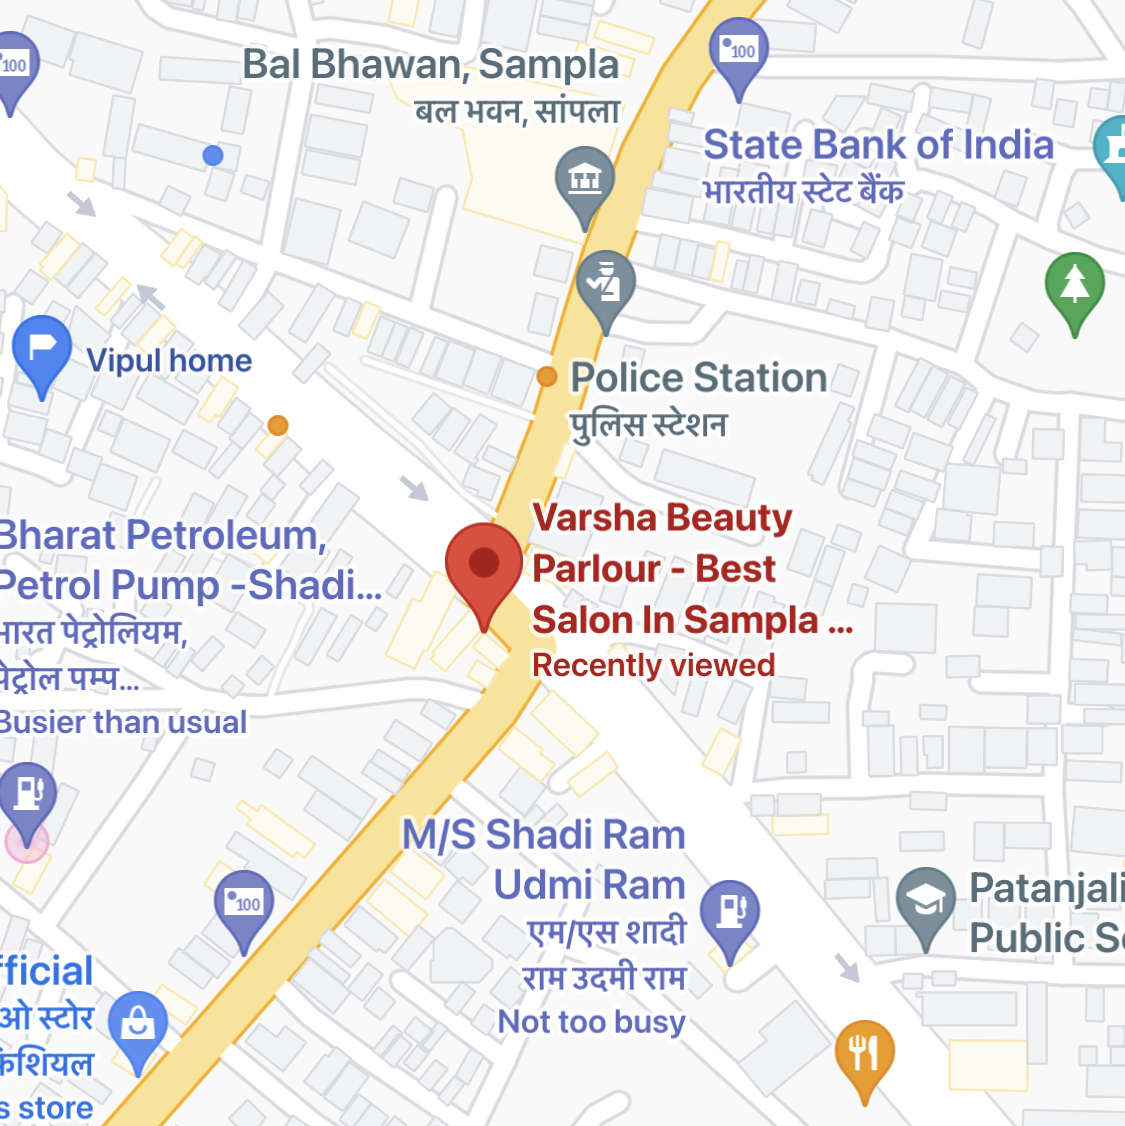 100
Bal Bhawan, Sampla
बल भवन, सांपला
100
State Bank of India
भारतीय स्टेट बैंक
Vipul home
Police Station
पुलिस स्टेशन
Varsha Beauty
Parlour - Best
Salon In Sampla ...
Recently viewed
Bharat Petroleum,
Petrol Pump -Shadi...
भारत पेट्रोलियम,
पेट्रोल पम्प...
Busier than usual
M/S Shadi Ram
Udmi Ram
एम/एस शादी
राम उदमी राम
Not too busy
100
Patanjali
Public
fficial
ओ स्टोर
फिशियल
s store